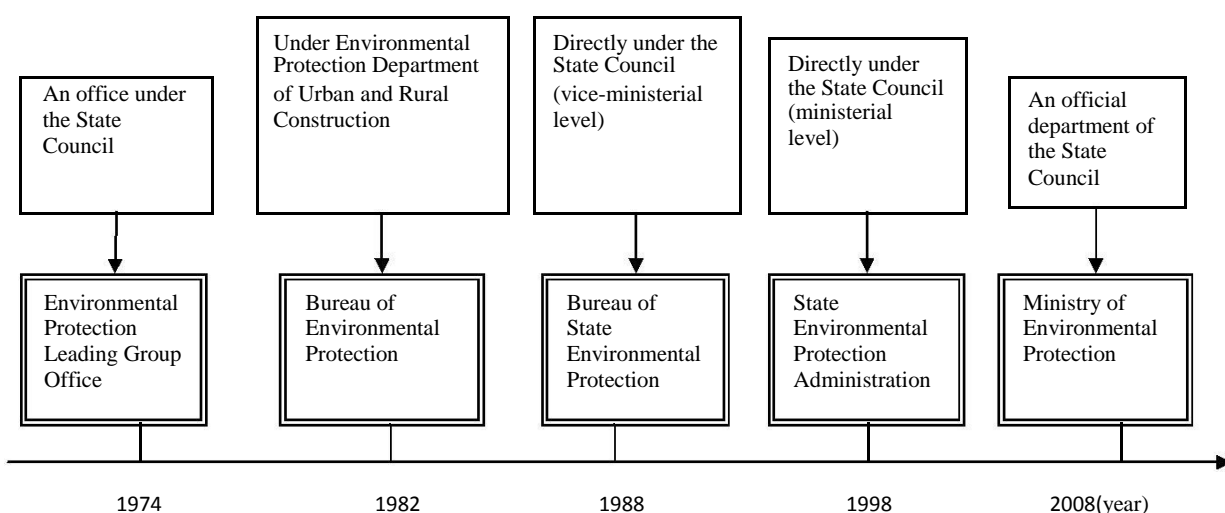 An office under
the State
Council
Under Environmental
Protection Department
of Urban and Rural
Construction
Directly under the
State Council
(vice-ministerial
level)
Directly under
the State Council
(ministerial
level)
An official
department of
the State
Council
Environmental
Protection
Leading Group
Office
Bureau of
Environmental
Protection
Bureau of
State
Environmental
Protection
State
Environmental
Protection
Administration
Ministry of
Environmental
Protection
1974
1982
1988
1998
2008(year)